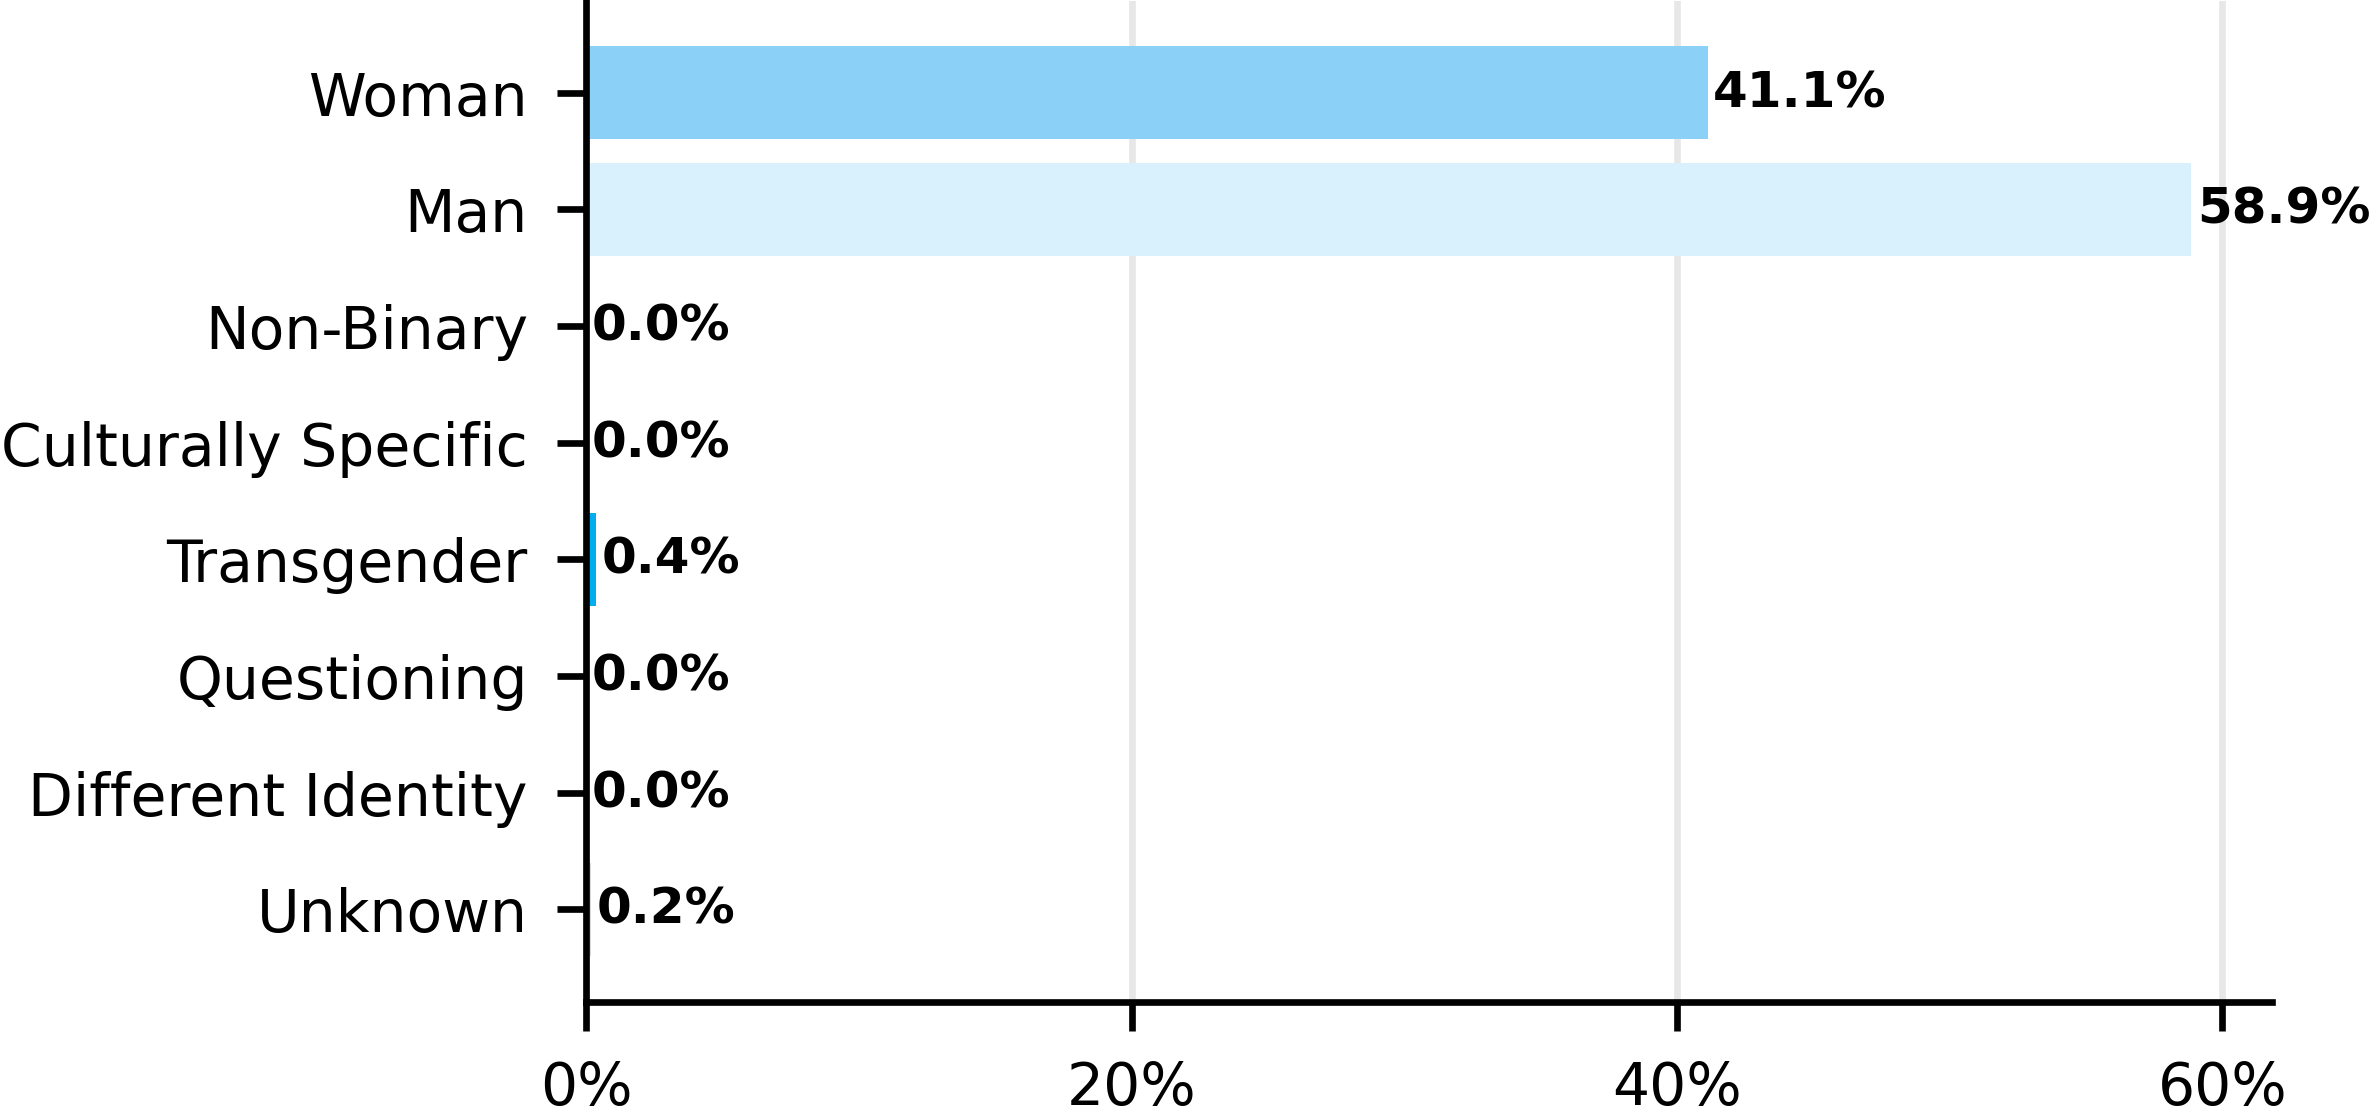 Woman 41.1%
Man 58.9%
Non-Binary 0.0%
Culturally Specific 0.0%
Transgender 0.4%
Questioning 0.0%
Different Identity 0.0%
Unknown 0.2%
0% 20% 40% 60%